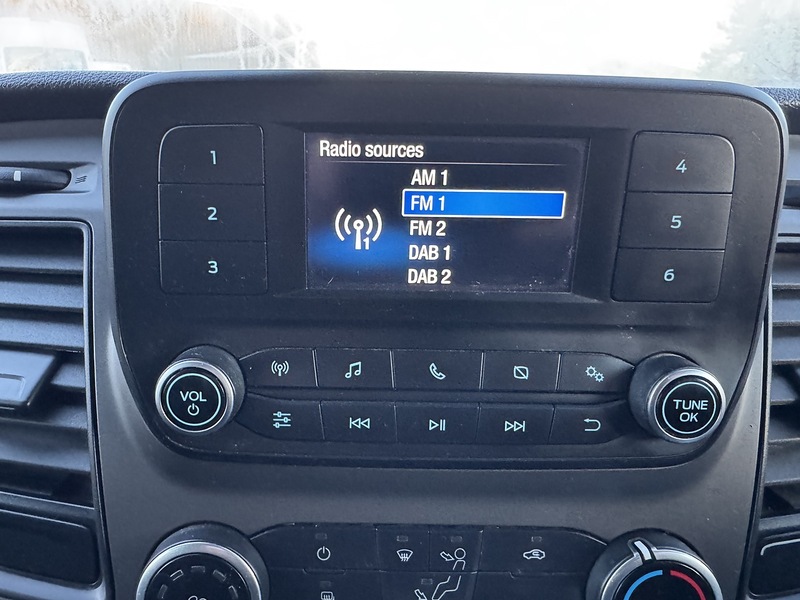 Radio sources
AM 1
FM 1
FM 2
DAB 1
DAB 2
1
1
2
3
4
5
6
VOL
TUNE
OK